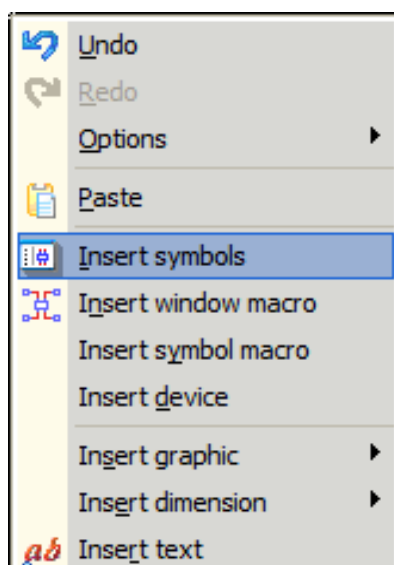 Undo
Redo
Options
Paste
Insert symbols
Insert window macro
Insert symbol macro
Insert device
Insert graphic
Insert dimension
ab Insert text